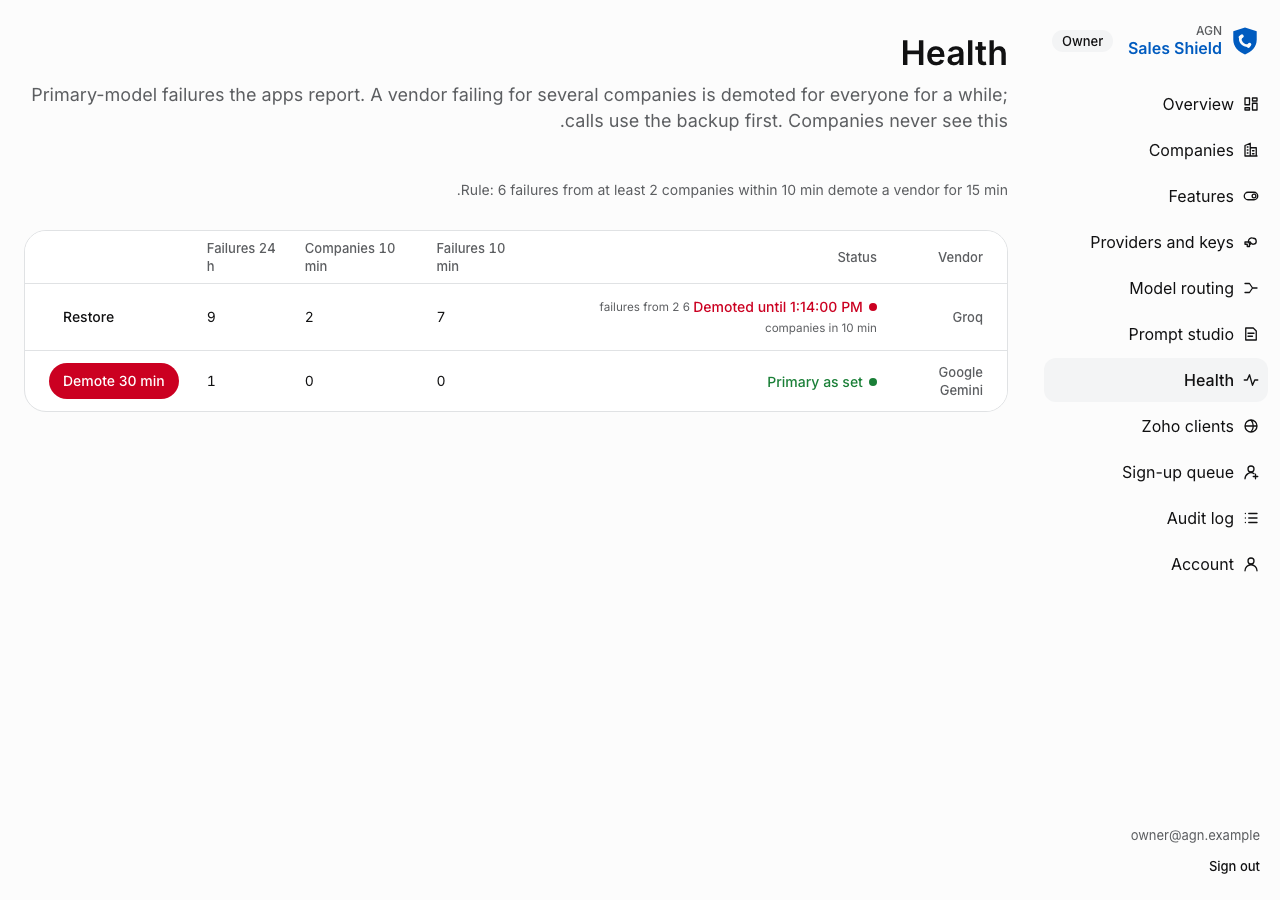 AGN
Sales Shield
Owner
Overview
Companies
Features
Providers and keys
Model routing
Prompt studio
Health
Zoho clients
Sign-up queue
Audit log
Account
owner@agn.example
Sign out
Health
Primary-model failures the apps report. A vendor failing for several companies is demoted for everyone for a while;
.calls use the backup first. Companies never see this
.Rule: 6 failures from at least 2 companies within 10 min demote a vendor for 15 min
Vendor
Status
Failures 10
min
Companies 10
min
Failures 24
h
Groq
Demoted until 1:14:00 PM
failures from 2 6
companies in 10 min
7
2
9
Restore
Google
Gemini
Primary as set
0
0
1
Demote 30 min